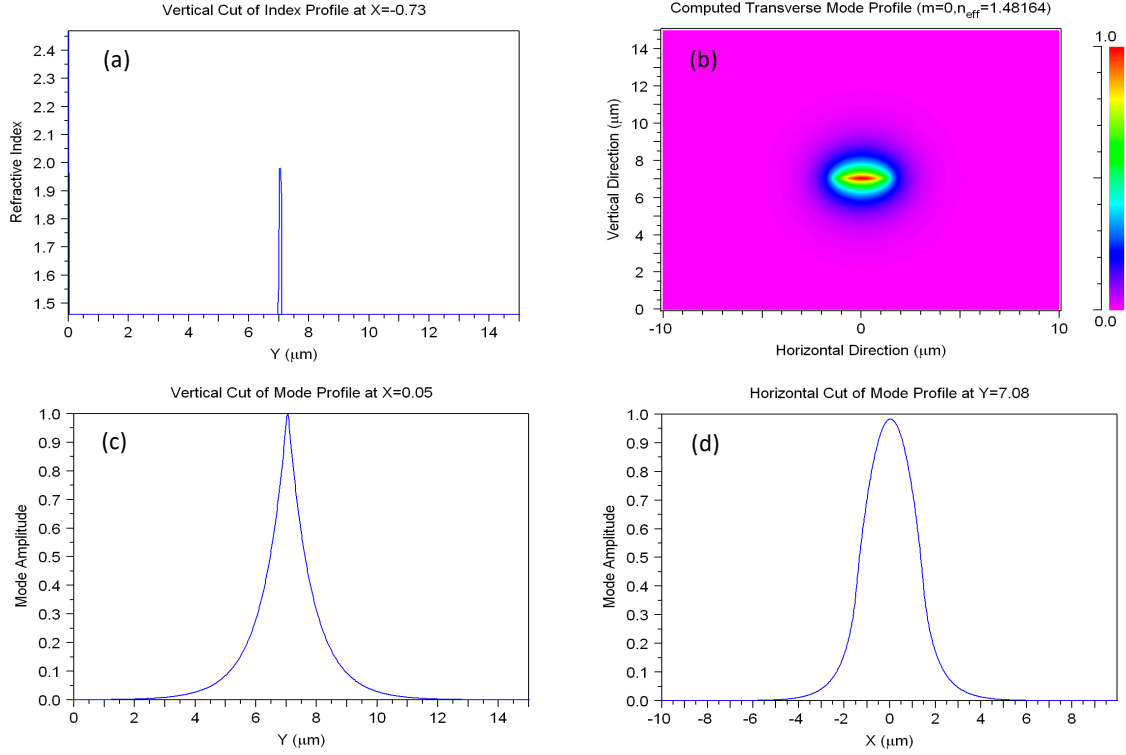 Vertical Cut of Index Profile at X=-0.73
(a)
2.4
2.3
2.2
2.1
2.0
1.9
1.8
1.7
1.6
1.5
Refractive Index
0 2 4 6 8 10 12 14
Y (μm)
Computed Transverse Mode Profile (m=0,neff=1.48164)
(b)
14
12
10
8
6
4
2
0
Vertical Direction (μm)
-10 0 10
Horizontal Direction (μm)
1.0
0.0
Vertical Cut of Mode Profile at X=0.05
(c)
1.0
0.9
0.8
0.7
0.6
0.5
0.4
0.3
0.2
0.1
0.0
Mode Amplitude
0 2 4 6 8 10 12 14
Y (μm)
Horizontal Cut of Mode Profile at Y=7.08
(d)
1.0
0.9
0.8
0.7
0.6
0.5
0.4
0.3
0.2
0.1
0.0
Mode Amplitude
-10 -8 -6 -4 -2 0 2 4 6 8
X (μm)